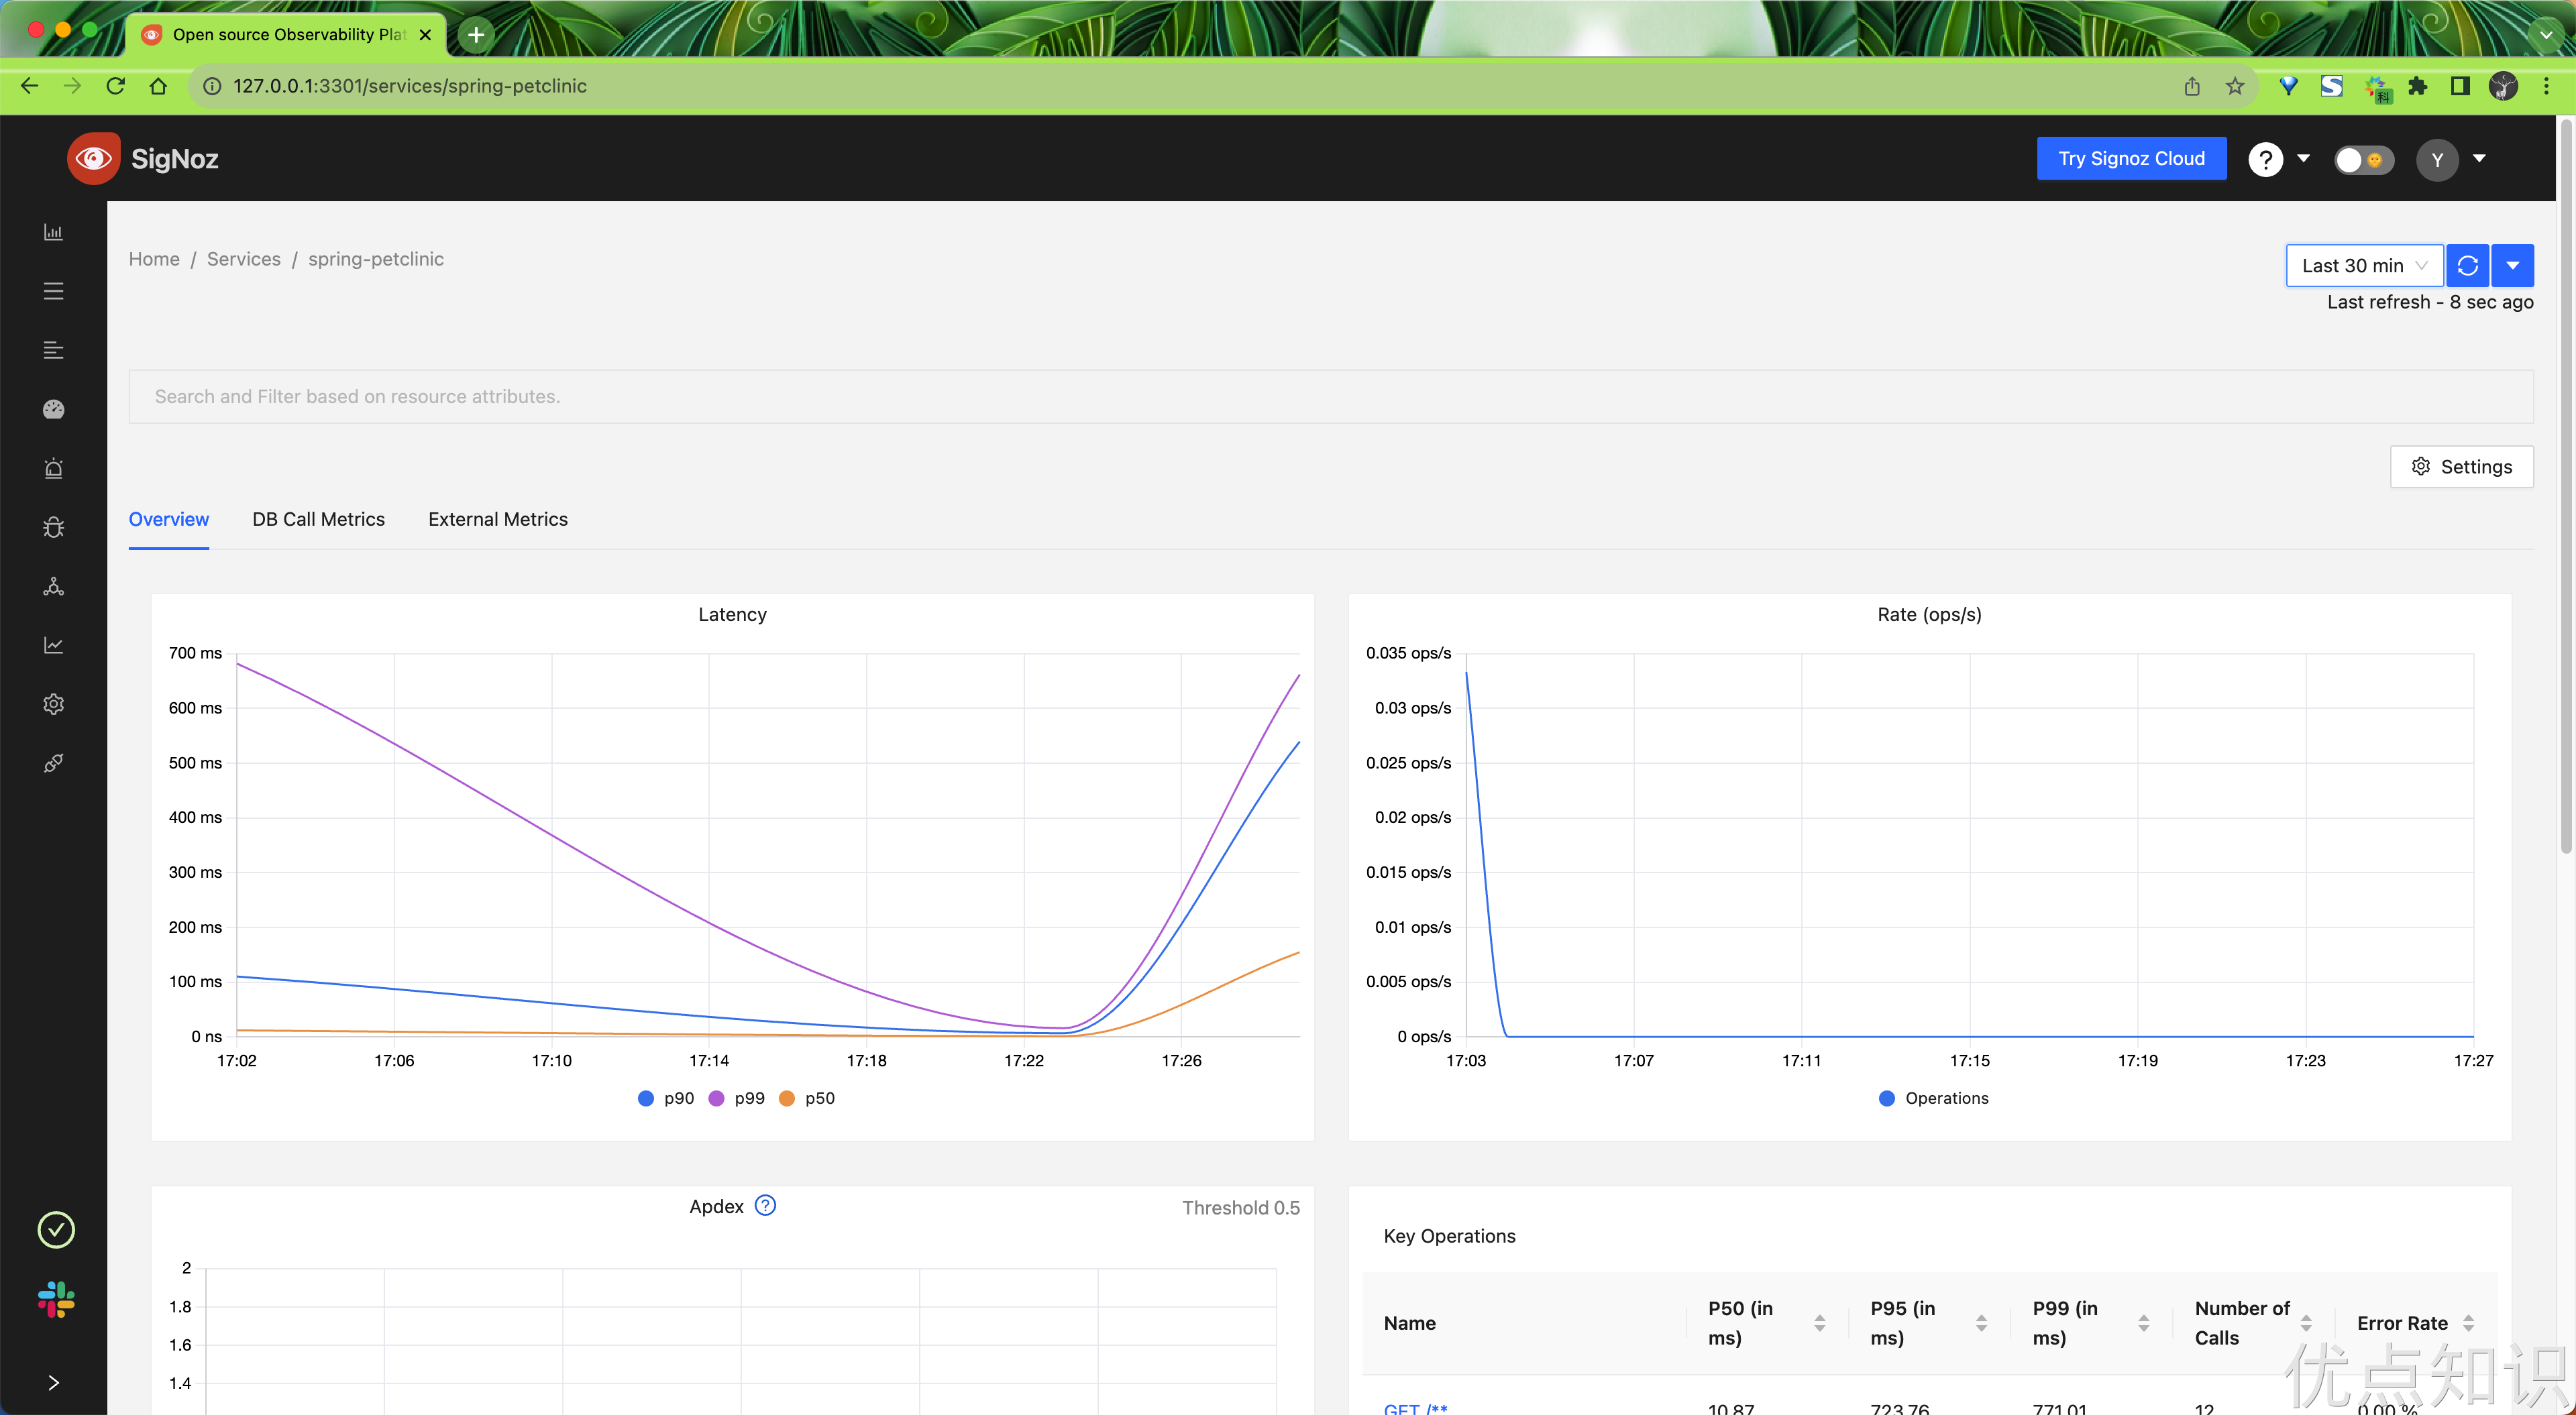 Open source Observability Plat
127.0.0.1:3301/services/spring-petclinic
科
SigNoz
Try Signoz Cloud
?
Y
Home / Services / spring-petclinic
Last 30 min
Last refresh - 8 sec ago
Search and Filter based on resource attributes.
Settings
Overview
DB Call Metrics
External Metrics
Latency
700 ms
600 ms
500 ms
400 ms
300 ms
200 ms
100 ms
0 ns
17:02 17:06 17:10 17:14 17:18 17:22 17:26
p90 p99 p50
Rate (ops/s)
0.035 ops/s
0.03 ops/s
0.025 ops/s
0.02 ops/s
0.015 ops/s
0.01 ops/s
0.005 ops/s
0 ops/s
17:03 17:07 17:11 17:15 17:19 17:23 17:27
Operations
Apdex ?
Threshold 0.5
2
1.8
1.6
1.4
Key Operations
Name
P50 (in ms)
P95 (in ms)
P99 (in ms)
Number of Calls
Error Rate
GET /** 10.87 723.76 771.01 12 0.00 %
优点知识